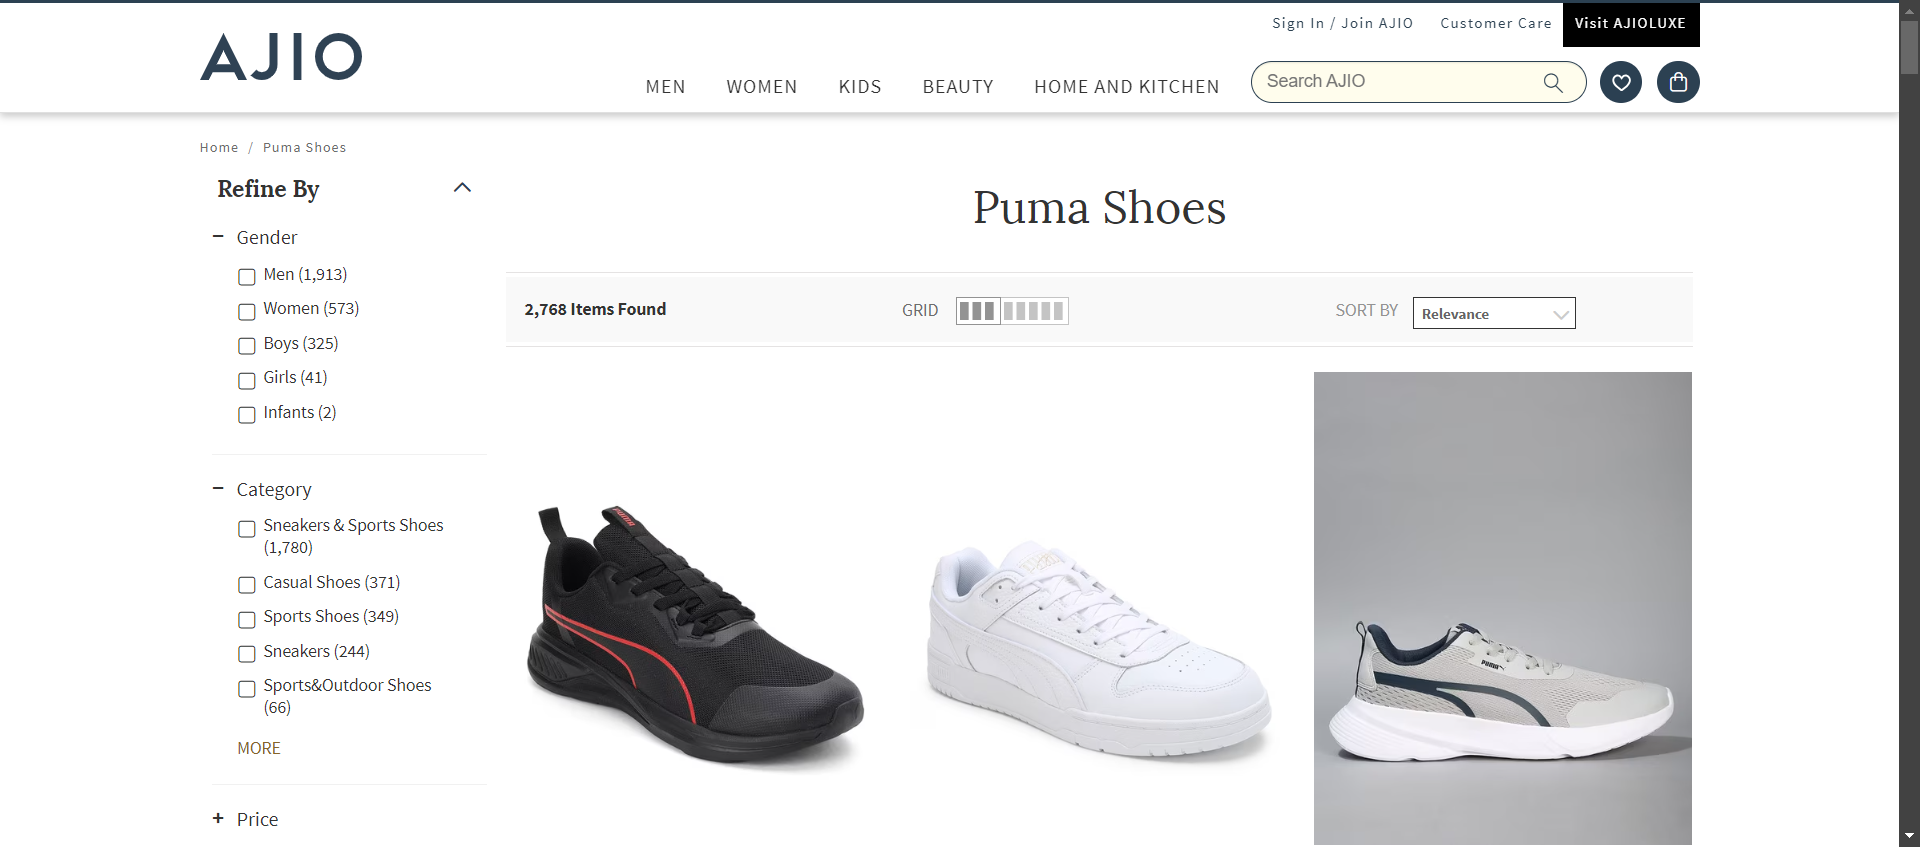 Sign In / Join AJIO
Customer Care
Visit AJIOLUXE
AJIO
MEN
WOMEN
KIDS
BEAUTY
HOME AND KITCHEN
Search AJIO
Home / Puma Shoes
Refine By
Puma Shoes
− Gender
Men (1,913)
Women (573)
Boys (325)
Girls (41)
Infants (2)
2,768 Items Found
GRID
SORT BY
Relevance
− Category
Sneakers & Sports Shoes
(1,780)
Casual Shoes (371)
Sports Shoes (349)
Sneakers (244)
Sports&Outdoor Shoes
(66)
MORE
+ Price
PUMA
PUMA